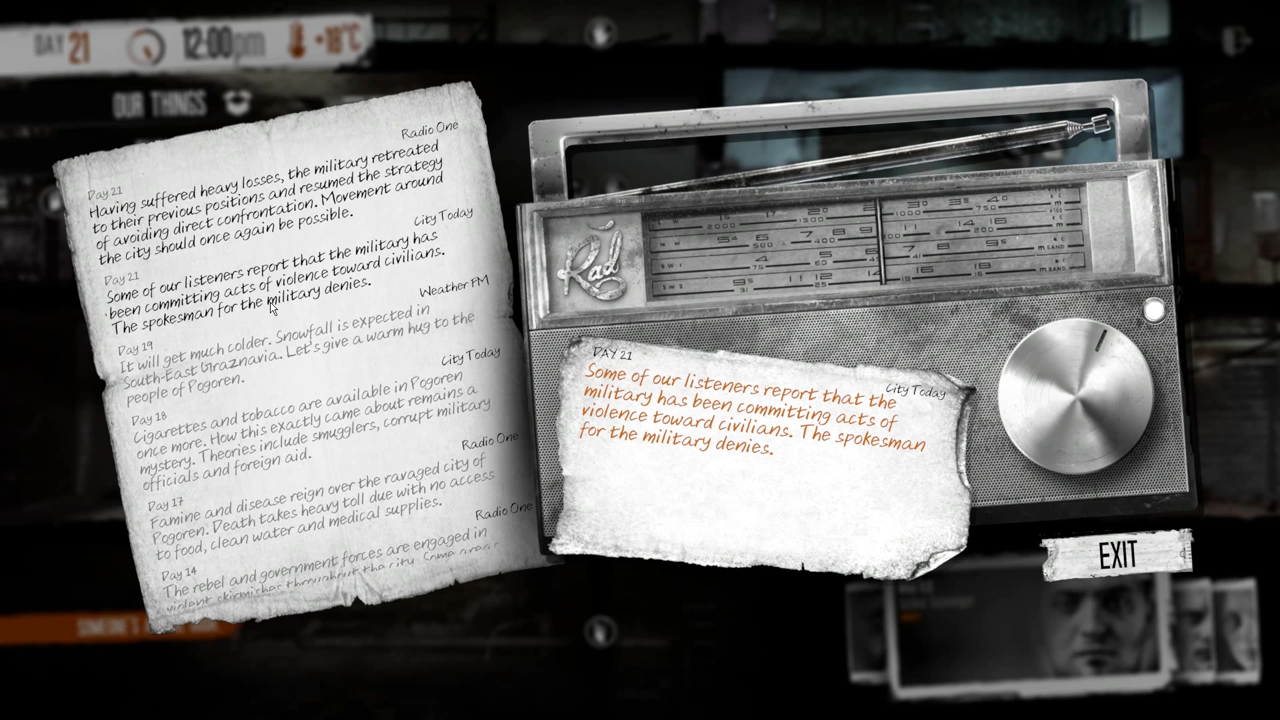 DAY 21
12:00pm
+18°C
OUR THINGS
Radio One
Day 21
Having suffered heavy losses, the military retreated
to their previous positions and resumed the strategy
of avoiding direct confrontation. Movement around
the city should once again be possible.
City Today
Day 21
Some of our listeners report that the military has
been committing acts of violence toward civilians.
The spokesman for the military denies.
Weather FM
Day 19
It will get much colder. Snowfall is expected in
South-East Graznavia. Let's give a warm hug to the
people of Pogoren.
City Today
Day 18
Cigarettes and tobacco are available in Pogoren
once more. How this exactly came about remains a
mystery. Theories include smugglers, corrupt military
officials and foreign aid.
Radio One
Day 17
Famine and disease reign over the ravaged city of
Pogoren. Death takes heavy toll due with no access
to food, clean water and medical supplies.
Radio One
Day 14
The rebel and government forces are engaged in
violent skirmishes throughout the city. Some areas
Rad
DAY 21
City Today
Some of our listeners report that the
military has been committing acts of
violence toward civilians. The spokesman
for the military denies.
EXIT